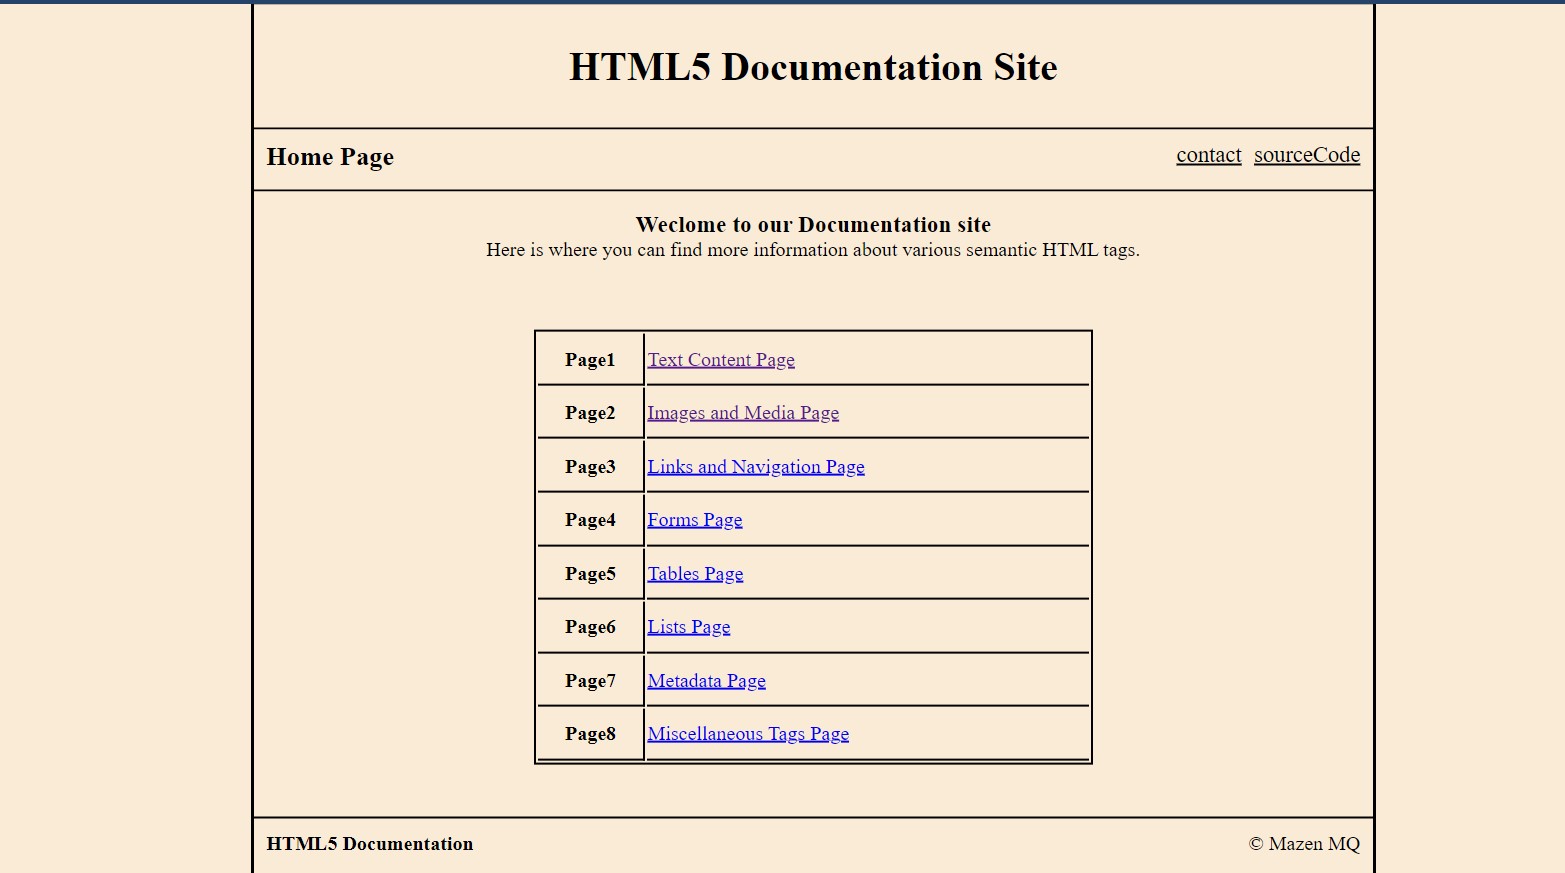 HTML5 Documentation Site
Home Page contact sourceCode
Weclome to our Documentation site
Here is where you can find more information about various semantic HTML tags.
Page1 Text Content Page
Page2 Images and Media Page
Page3 Links and Navigation Page
Page4 Forms Page
Page5 Tables Page
Page6 Lists Page
Page7 Metadata Page
Page8 Miscellaneous Tags Page
HTML5 Documentation © Mazen MQ